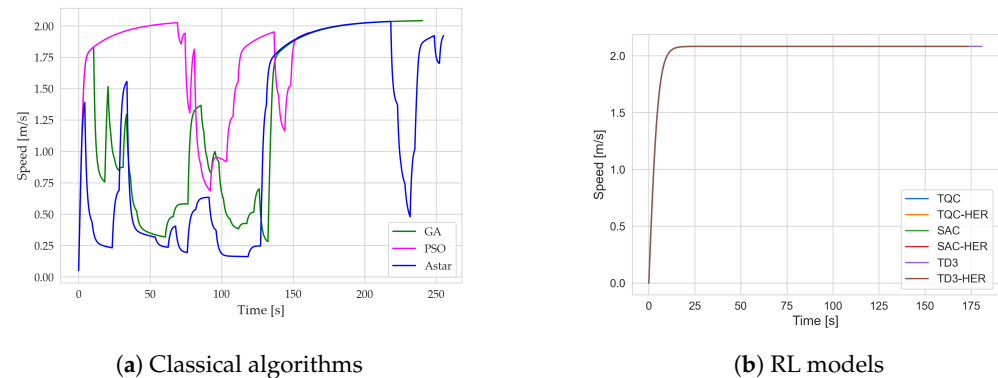 2.00
1.75
1.50
1.25
1.00
0.75
0.50
0.25
0.00
Speed [m/s]
0
50
100
150
200
250
Time [s]
GA
PSO
Astar
(a) Classical algorithms
2.0
1.5
1.0
0.5
0.0
Speed [m/s]
0
25
50
75
100
125
150
175
Time [s]
TQC
TQC-HER
SAC
SAC-HER
TD3
TD3-HER
(b) RL models